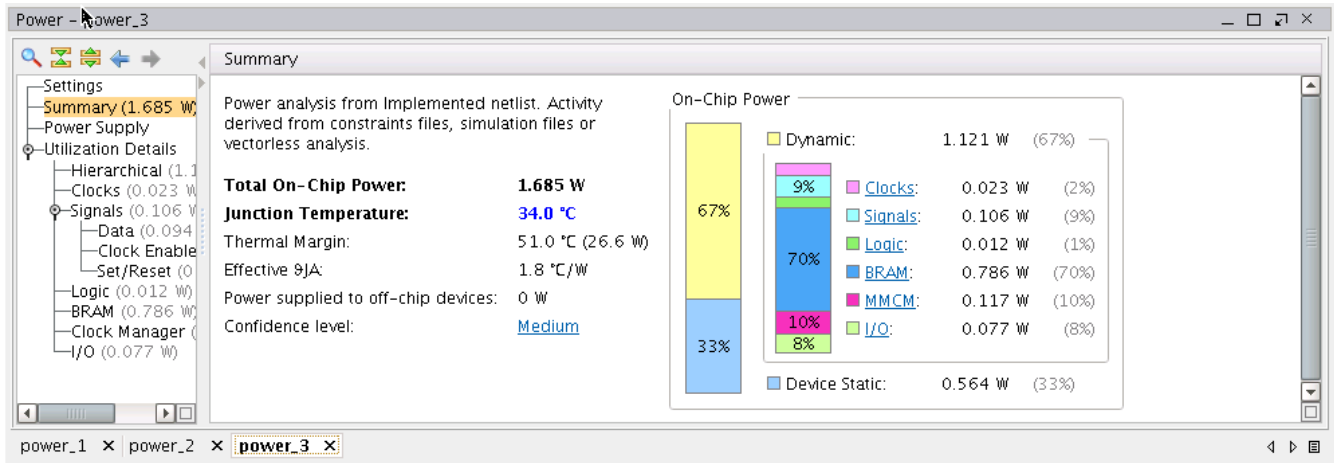 Power - power_3
Summary
Settings
Summary (1.685 W)
Power Supply
Utilization Details
Hierarchical (1.1
Clocks (0.023 W
Signals (0.106 W
Data (0.094
Clock Enable
Set/Reset (0
Logic (0.012 W)
BRAM (0.786 W)
Clock Manager (
I/O (0.077 W)
Power analysis from Implemented netlist. Activity
derived from constraints files, simulation files or
vectorless analysis.
Total On-Chip Power: 1.685 W
Junction Temperature: 34.0 °C
Thermal Margin: 51.0 °C (26.6 W)
Effective ϑJA: 1.8 °C/W
Power supplied to off-chip devices: 0 W
Confidence level: Medium
On-Chip Power
67%
33%
Dynamic: 1.121 W (67%)
9%
70%
10%
8%
Clocks: 0.023 W (2%)
Signals: 0.106 W (9%)
Logic: 0.012 W (1%)
BRAM: 0.786 W (70%)
MMCM: 0.117 W (10%)
I/O: 0.077 W (8%)
Device Static: 0.564 W (33%)
power_1 power_2 power_3